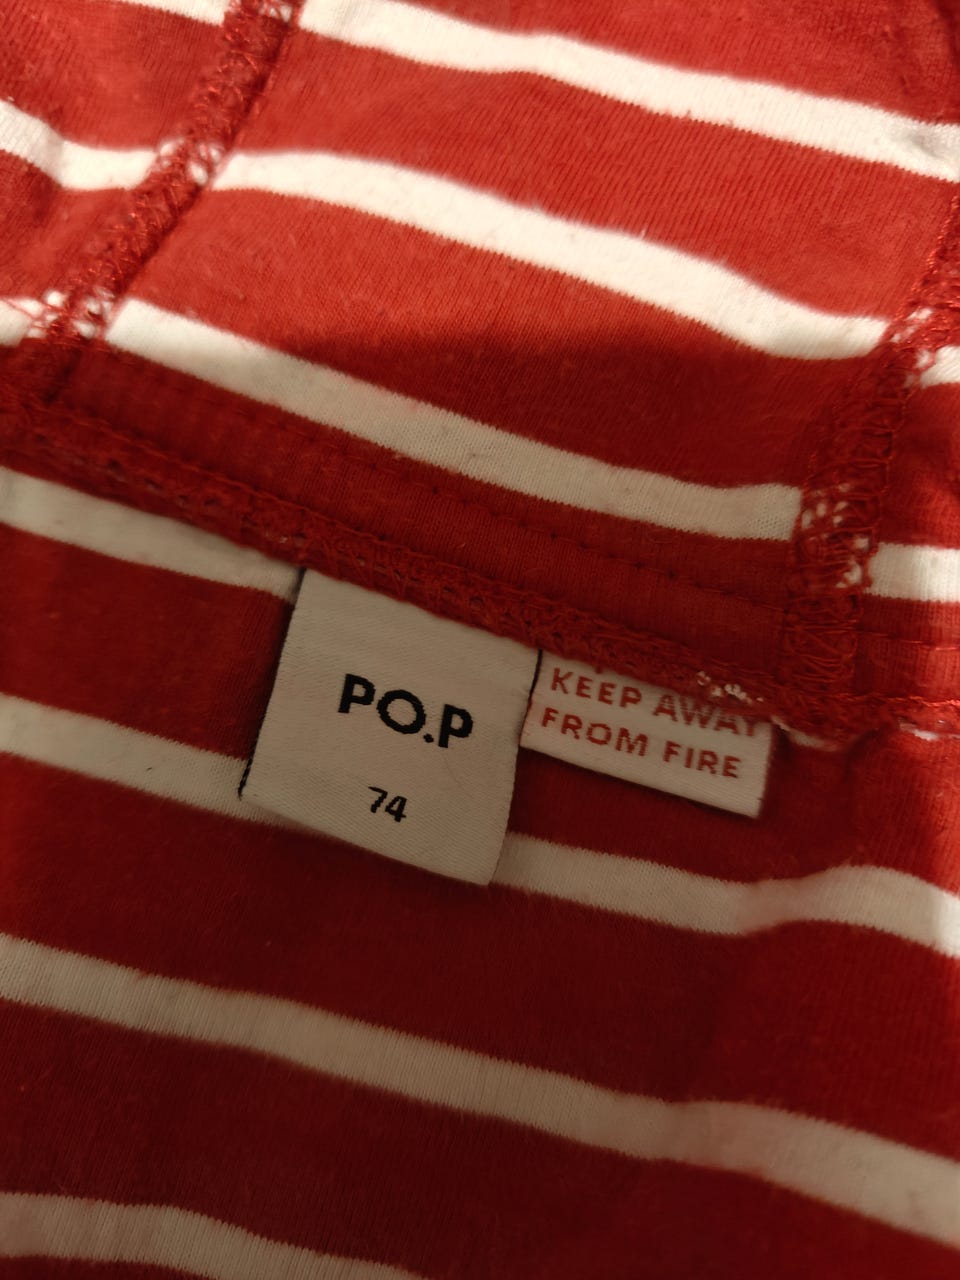 PO.P
74
KEEP AWAY
FROM FIRE